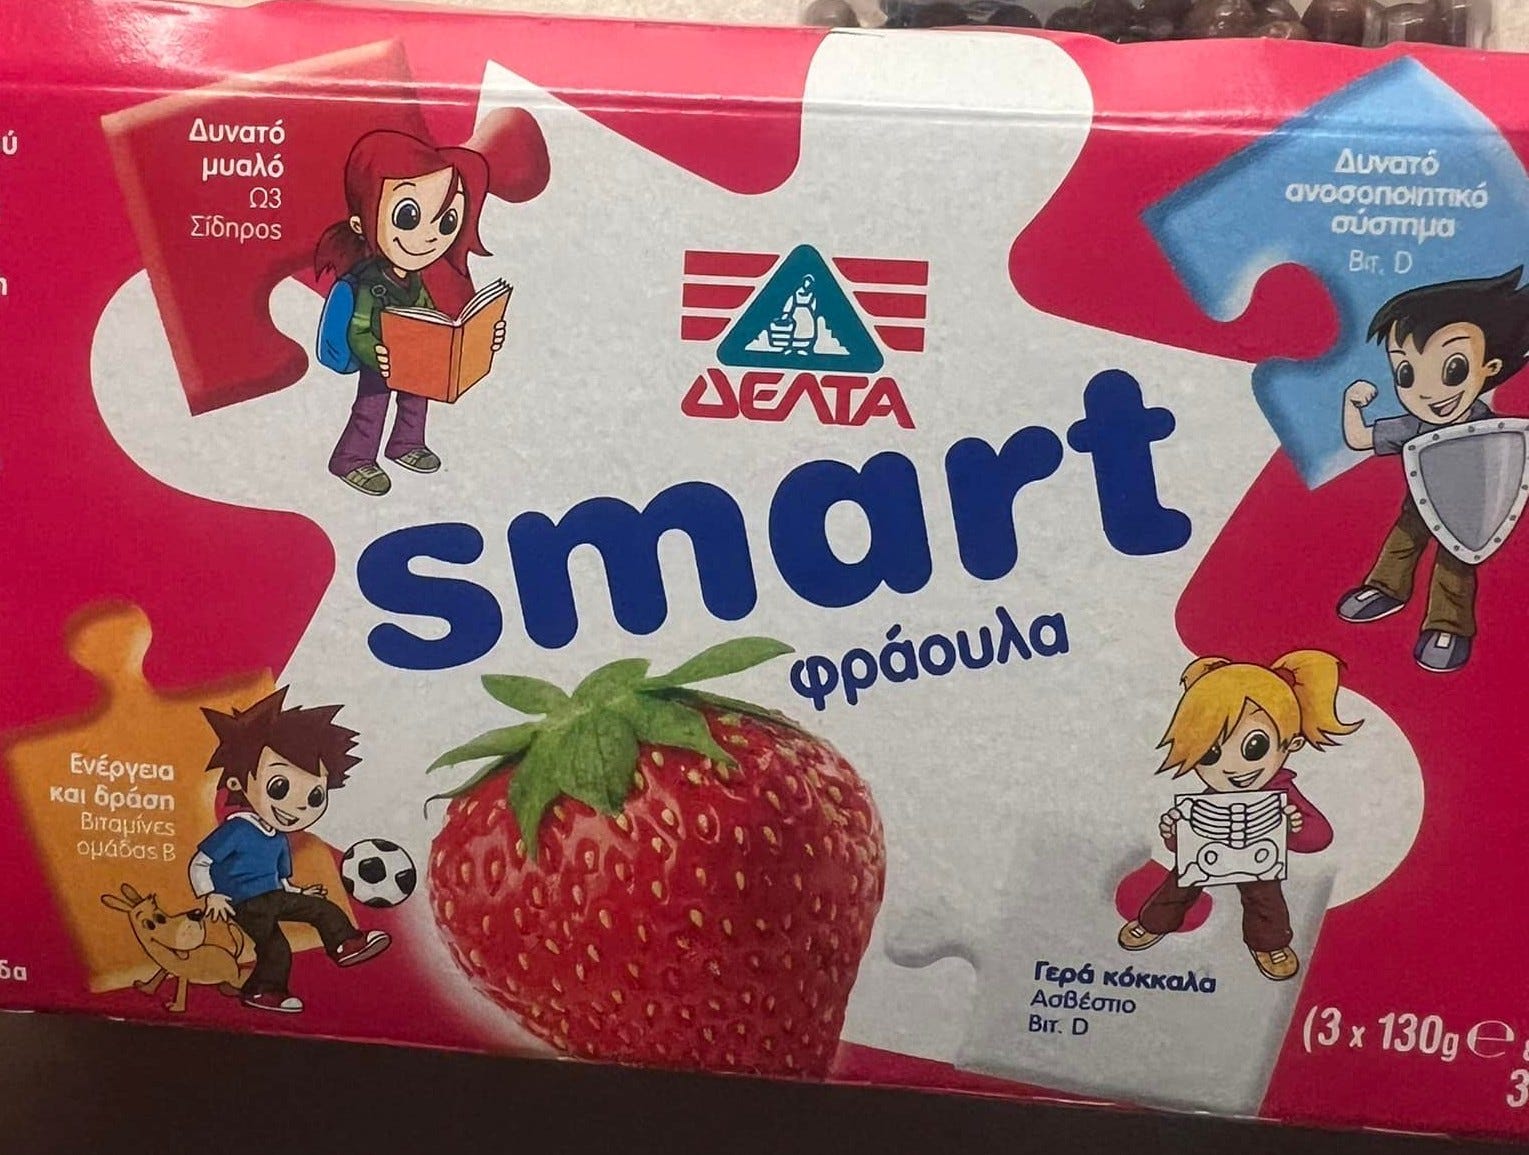 Δυνατό
μυαλό
Ω3
Σίδηρος
Δυνατό
ανοσοποιητικό
σύστημα
Βιτ. D
ΔΕΛΤΑ
smart
φράουλα
Ενέργεια
και δράση
Βιταμίνες
ομάδας Β
Γερά κόκκαλα
Ασβέστιο
Βιτ. D
(3 x 130g e